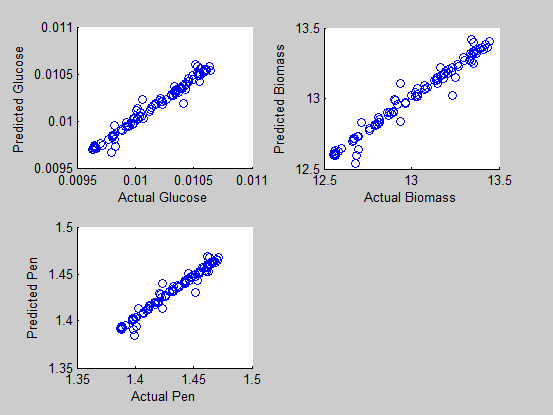 0.011
0.0105
0.01
0.0095
Predicted Glucose
0.0095 0.01 0.0105 0.011
Actual Glucose
13.5
13
12.5
Predicted Biomass
12.5 13 13.5
Actual Biomass
1.5
1.45
1.4
1.35
Predicted Pen
1.35 1.4 1.45 1.5
Actual Pen